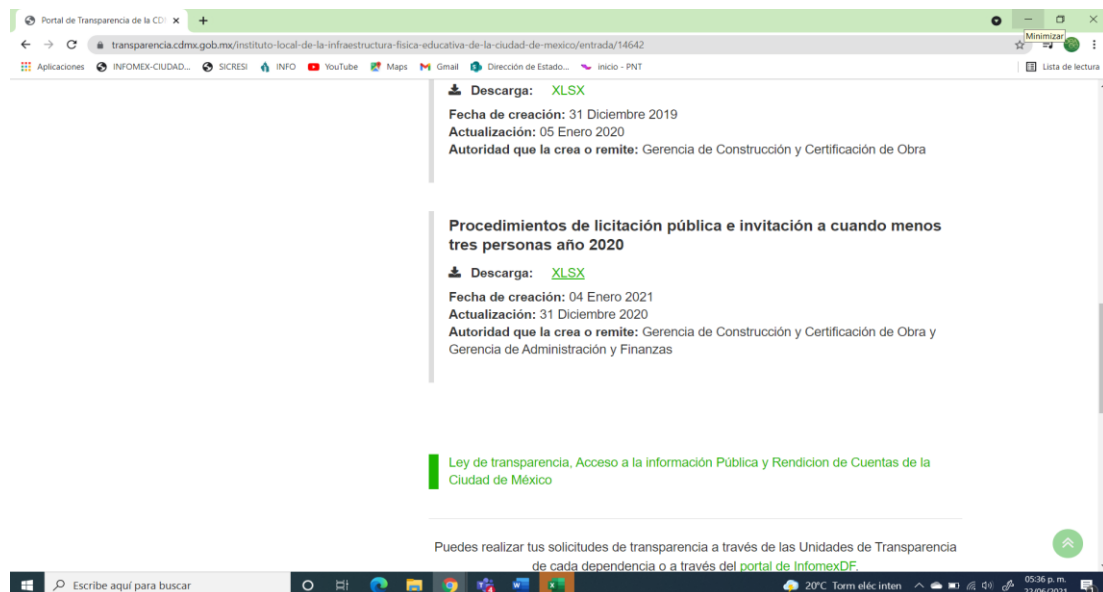 Portal de Transparencia de la CD
transparencia.cdmx.gob.mx/instituto-local-de-la-infraestructura-fisica-educativa-de-la-ciudad-de-mexico/entrada/14642
Minimizar
Aplicaciones INFOMEX-CIUDAD... SICRESI INFO YouTube Maps Gmail Dirección de Estado... inicio - PNT Lista de lectura
Descarga: XLSX
Fecha de creación: 31 Diciembre 2019
Actualización: 05 Enero 2020
Autoridad que la crea o remite: Gerencia de Construcción y Certificación de Obra
Procedimientos de licitación pública e invitación a cuando menos
tres personas año 2020
Descarga: XLSX
Fecha de creación: 04 Enero 2021
Actualización: 31 Diciembre 2020
Autoridad que la crea o remite: Gerencia de Construcción y Certificación de Obra y
Gerencia de Administración y Finanzas
Ley de transparencia, Acceso a la información Pública y Rendicion de Cuentas de la
Ciudad de México
Puedes realizar tus solicitudes de transparencia a través de las Unidades de Transparencia
de cada dependencia o a través del portal de InfomexDF.
Escribe aquí para buscar
20°C Torm eléc inten
05:36 p. m.
22/06/2021